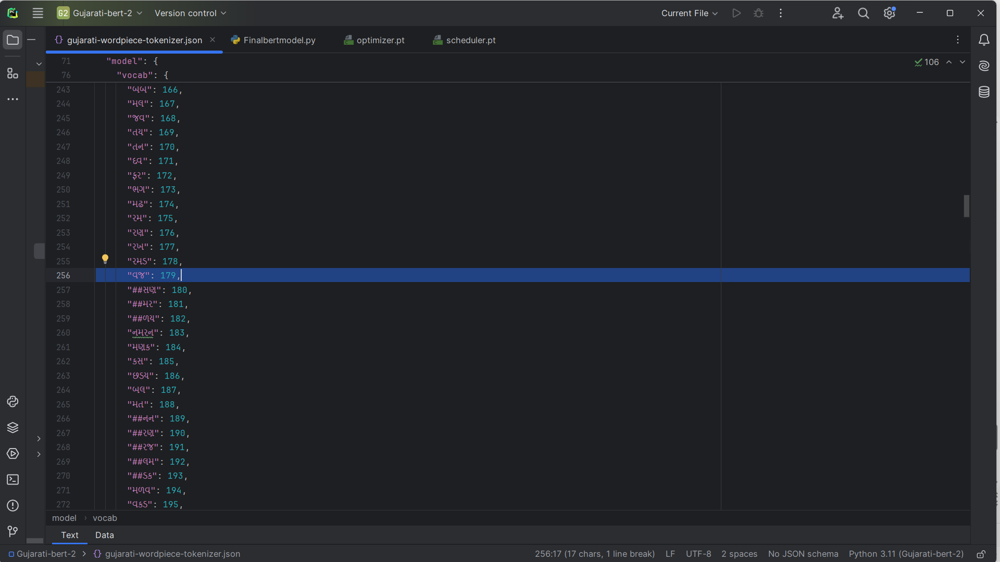 G2 Gujarati-bert-2 Version control Current File
gujarati-wordpiece-tokenizer.json Finalbertmodel.py optimizer.pt scheduler.pt
71 "model": { 106
76 "vocab": {
243 "બબ": 166,
244 "મલ": 167,
245 "જવ": 168,
246 "તય": 169,
247 "તન": 170,
248 "દવ": 171,
249 "ફર": 172,
250 "ભગ": 173,
251 "મઢ": 174,
252 "રમ": 175,
253 "રણ": 176,
254 "રખ": 177,
255 "રમડ": 178,
256 "વજ": 179,
257 "##સણ": 180,
258 "##મર": 181,
259 "##ળય": 182,
260 "નમરન": 183,
261 "મણક": 184,
262 "કસ": 185,
263 "છડય": 186,
264 "બલ": 187,
265 "મત": 188,
266 "##નન": 189,
267 "##રણ": 190,
268 "##રજ": 191,
269 "##લમ": 192,
270 "##ડક": 193,
271 "મળવ": 194,
272 "વકડ": 195,
model › vocab
Text Data
Gujarati-bert-2 > gujarati-wordpiece-tokenizer.json 256:17 (17 chars, 1 line break) LF UTF-8 2 spaces No JSON schema Python 3.11 (Gujarati-bert-2)